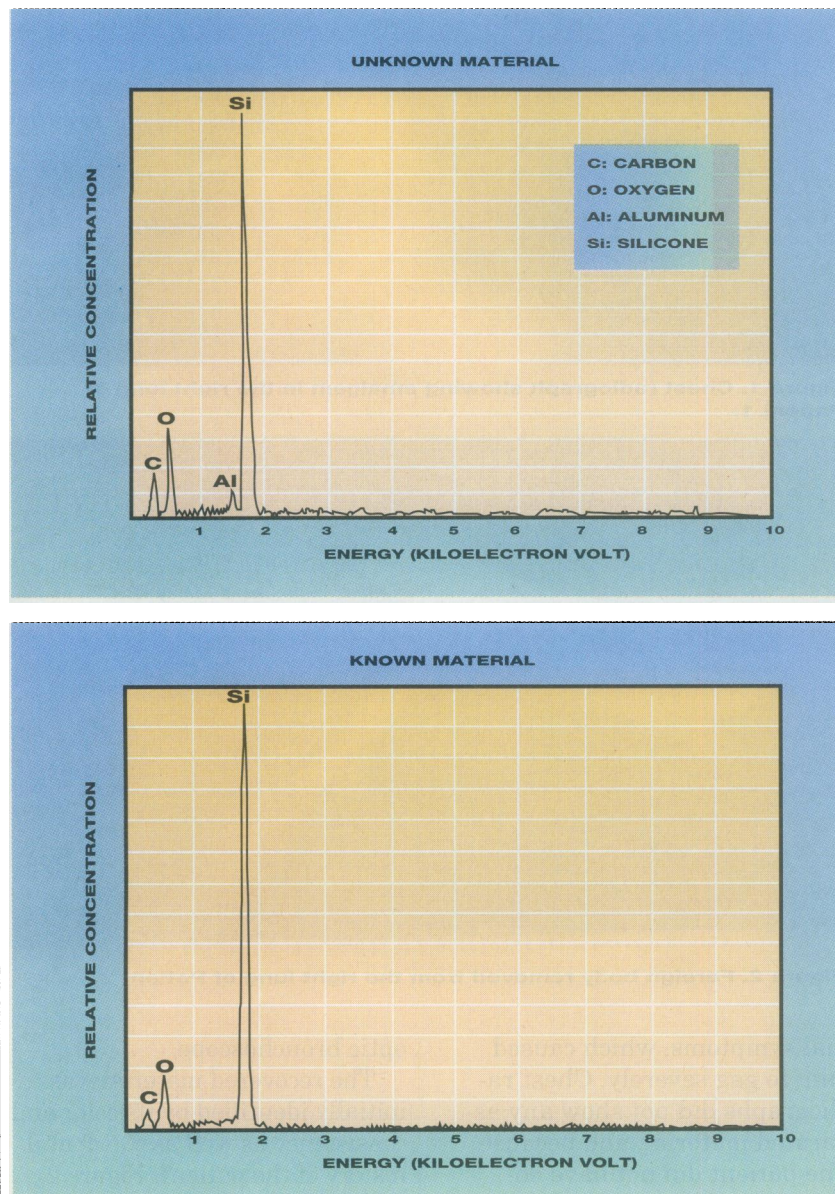 UNKNOWN MATERIAL
Si
C: CARBON
O: OXYGEN
Al: ALUMINUM
Si: SILICONE
RELATIVE CONCENTRATION
O
C
Al
1 2 3 4 5 6 7 8 9 10
ENERGY (KILOELECTRON VOLT)
KNOWN MATERIAL
Si
RELATIVE CONCENTRATION
O
C
1 2 3 4 5 6 7 8 9 10
ENERGY (KILOELECTRON VOLT)